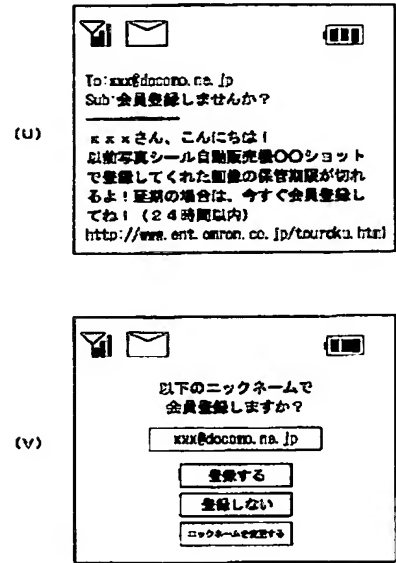 (U)
To:xxx@docomo.ne.jp
Sub:会員登録しませんか?
xxxさん、こんにちは!
以前写真シール自動販売機〇〇ショット
で登録してくれた画像の保管期限が切れ
るよ!延期の場合は、今すぐ会員登録し
てね!(24時間以内)
http://www.ent.omron.co.jp/touroku.html
(V)
以下のニックネームで
会員登録しますか?
xxx@docomo.ne.jp
登録する
登録しない
ニックネームを変更する